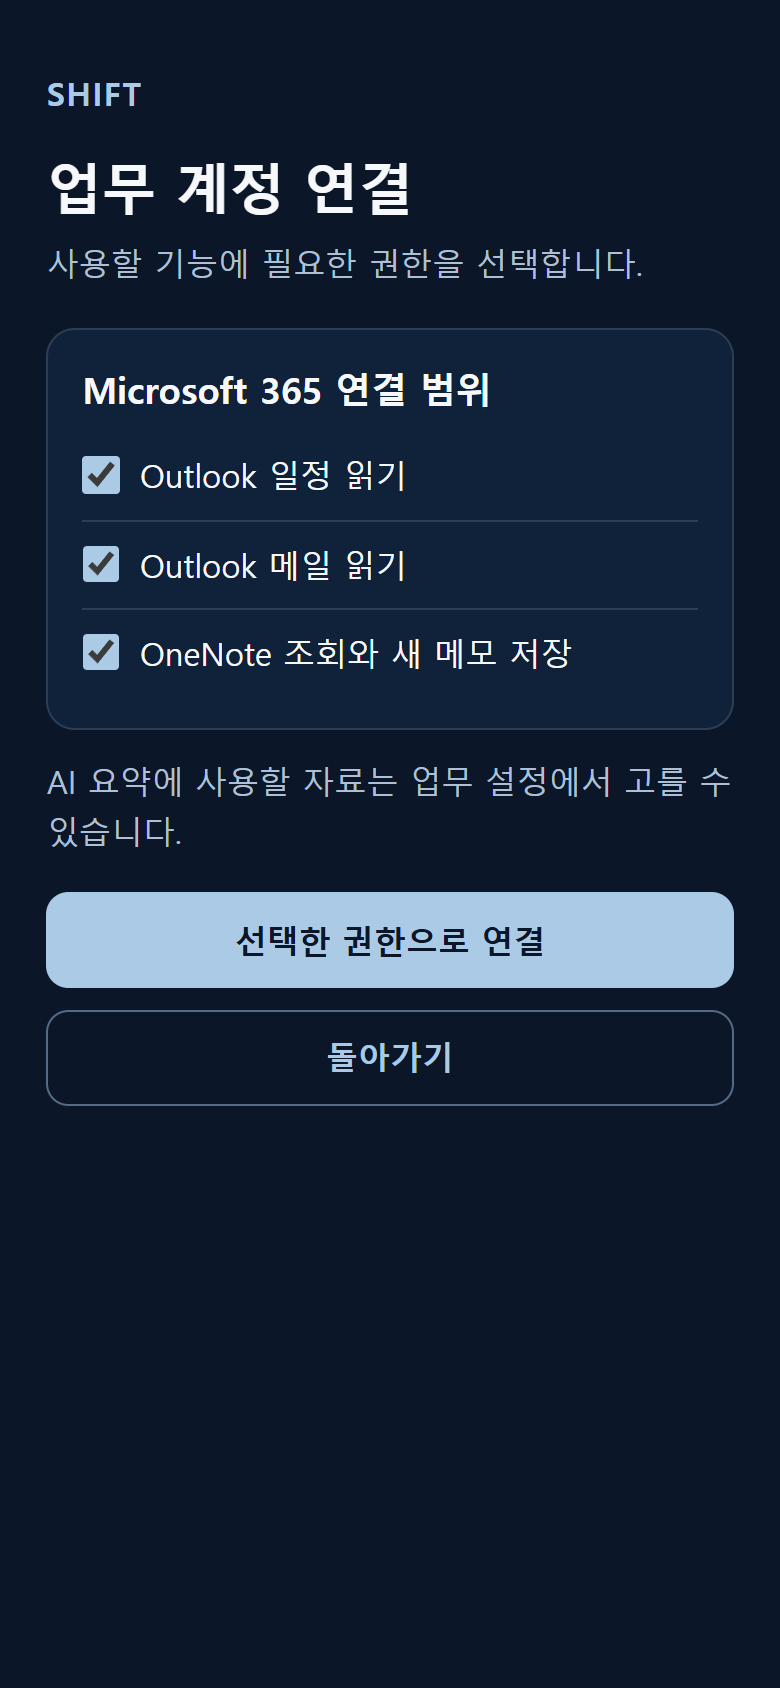 SHIFT
업무 계정 연결
사용할 기능에 필요한 권한을 선택합니다.
Microsoft 365 연결 범위
Outlook 일정 읽기
Outlook 메일 읽기
OneNote 조회와 새 메모 저장
AI 요약에 사용할 자료는 업무 설정에서 고를 수
있습니다.
선택한 권한으로 연결
돌아가기